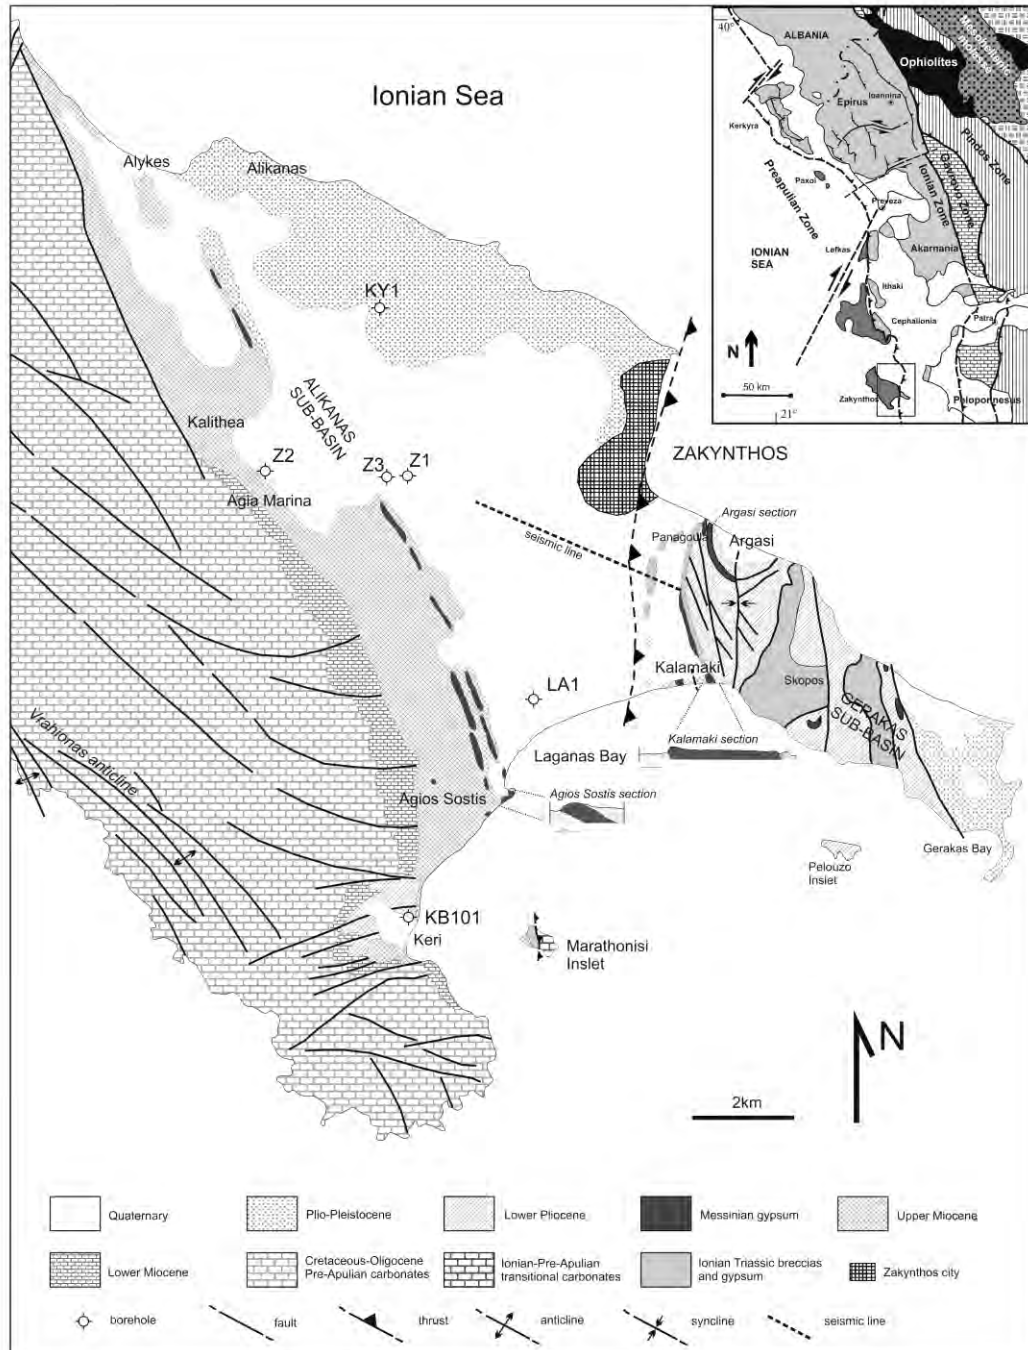 Ionian Sea
Alykes
Alikanas
KY1
ALIKANAS
SUB-BASIN
Kalithea
Z2
Z3
Z1
Agia Marina
ZAKYNTHOS
seismic line
Argasi section
Panagoula
Argasi
Kalamaki
Skopos
GERAKAS
SUB-BASIN
LA1
Kalamaki section
Laganas Bay
Vrahionas anticline
Agios Sostis
Agios Sostis section
Gerakas Bay
Pelouzo
Inslet
KB101
Keri
Marathonisi
Inslet
N
2km
40°
ALBANIA
Ophiolites
Ioannina
Epirus
Kerkyra
Pindos Zone
Gavrovo Zone
Ionian Zone
Paxoi
Preveza
Preapulian Zone
Lefkas
Akarnania
IONIAN
SEA
Ithaki
Cephallonia
Patra
N
50 km
Zakynthos
Peloponnesus
21°
Quaternary
Plio-Pleistocene
Lower Pliocene
Messinian gypsum
Upper Miocene
Lower Miocene
Cretaceous-Oligocene
Pre-Apulian carbonates
Ionian-Pre-Apulian
transitional carbonates
Ionian Triassic breccias
and gypsum
Zakynthos city
borehole
fault
thrust
anticline
syncline
seismic line